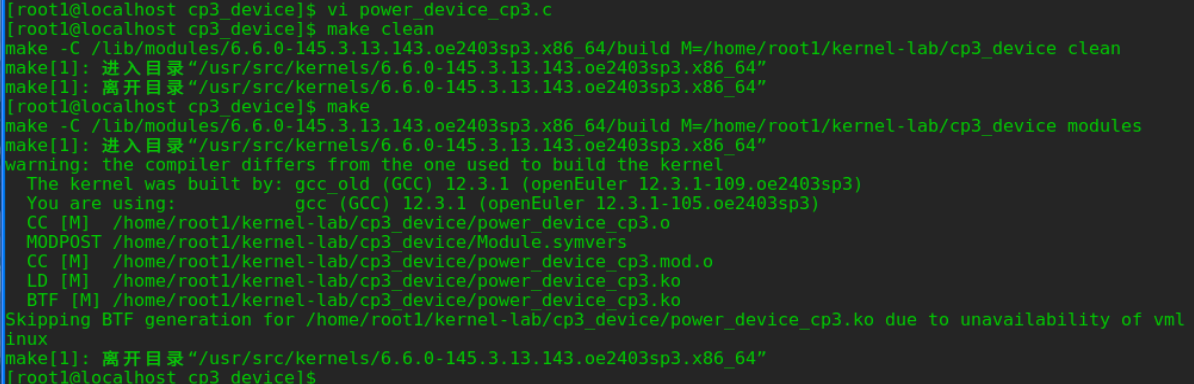 [root1@localhost cp3_device]$ vi power_device_cp3.c
[root1@localhost cp3_device]$ make clean
make -C /lib/modules/6.6.0-145.3.13.143.oe2403sp3.x86_64/build M=/home/root1/kernel-lab/cp3_device clean
make[1]: 进入目录“/usr/src/kernels/6.6.0-145.3.13.143.oe2403sp3.x86_64”
make[1]: 离开目录“/usr/src/kernels/6.6.0-145.3.13.143.oe2403sp3.x86_64”
[root1@localhost cp3_device]$ make
make -C /lib/modules/6.6.0-145.3.13.143.oe2403sp3.x86_64/build M=/home/root1/kernel-lab/cp3_device modules
make[1]: 进入目录“/usr/src/kernels/6.6.0-145.3.13.143.oe2403sp3.x86_64”
warning: the compiler differs from the one used to build the kernel
  The kernel was built by: gcc_old (GCC) 12.3.1 (openEuler 12.3.1-109.oe2403sp3)
  You are using:           gcc (GCC) 12.3.1 (openEuler 12.3.1-105.oe2403sp3)
  CC [M]  /home/root1/kernel-lab/cp3_device/power_device_cp3.o
  MODPOST /home/root1/kernel-lab/cp3_device/Module.symvers
  CC [M]  /home/root1/kernel-lab/cp3_device/power_device_cp3.mod.o
  LD [M]  /home/root1/kernel-lab/cp3_device/power_device_cp3.ko
  BTF [M] /home/root1/kernel-lab/cp3_device/power_device_cp3.ko
Skipping BTF generation for /home/root1/kernel-lab/cp3_device/power_device_cp3.ko due to unavailability of vml
inux
make[1]: 离开目录“/usr/src/kernels/6.6.0-145.3.13.143.oe2403sp3.x86_64”
[root1@localhost cp3_device]$